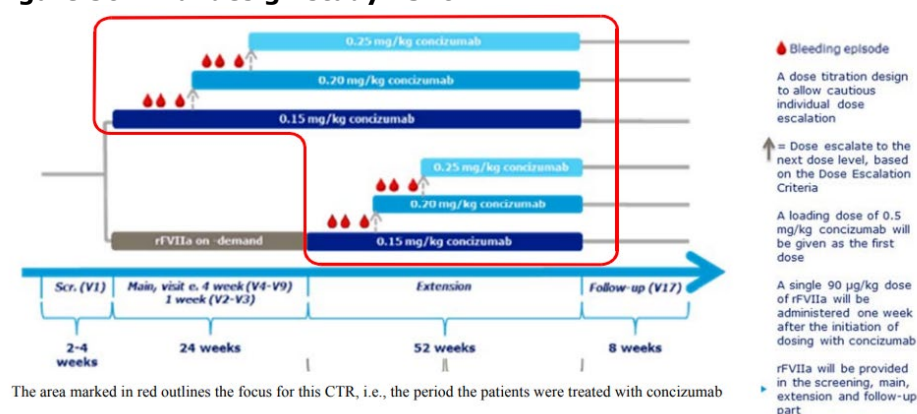 0.25 mg/kg concizumab
0.20 mg/kg concizumab
0.15 mg/kg concizumab
0.25 mg/kg concizumab
0.20 mg/kg concizumab
rFVIIa on -demand
0.15 mg/kg concizumab
Scr. (V1)
Main, visit e. 4 week (V4-V9)
1 week (V2-V3)
Extension
Follow-up (V17)
2-4
weeks
24 weeks
52 weeks
8 weeks
The area marked in red outlines the focus for this CTR, i.e., the period the patients were treated with concizumab
Bleeding episode
A dose titration design
to allow cautious
individual dose
escalation
= Dose escalate to the
next dose level, based
on the Dose Escalation
Criteria
A loading dose of 0.5
mg/kg concizumab will
be given as the first
dose
A single 90 µg/kg dose
of rFVIIa will be
administered one week
after the initiation of
dosing with concizumab
rFVIIa will be provided
in the screening, main,
extension and follow-up
part